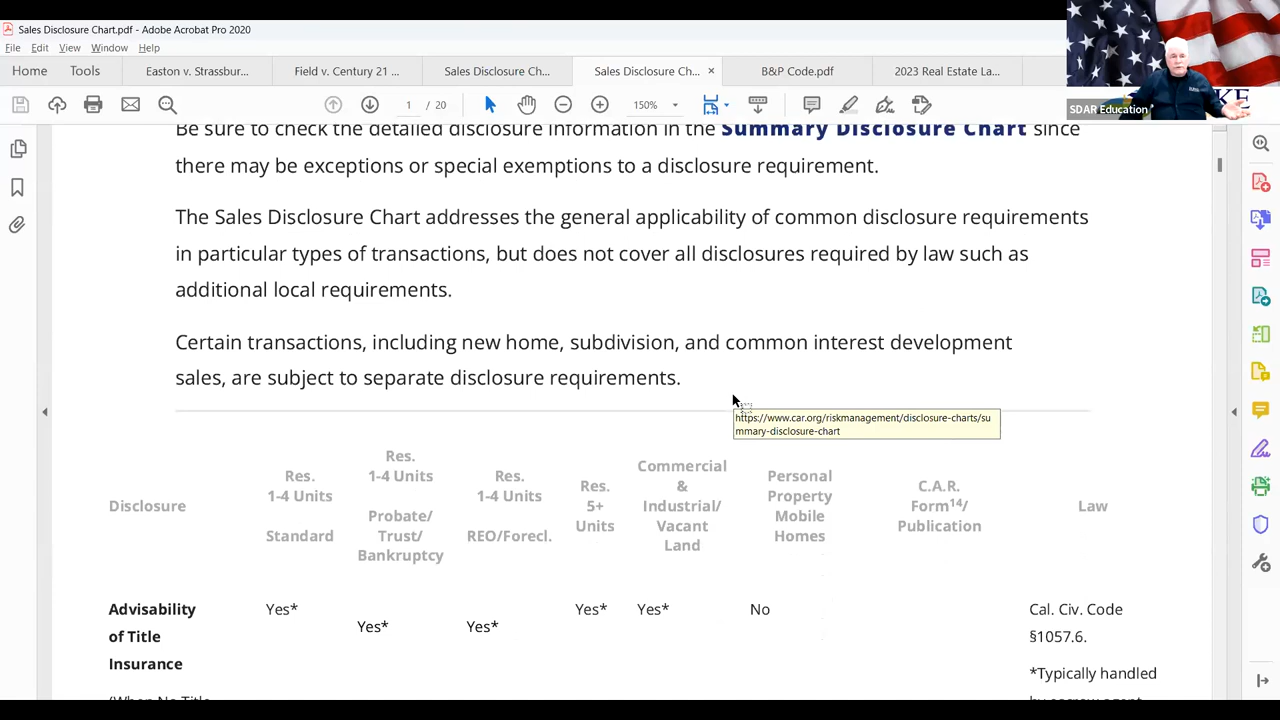 Sales Disclosure Chart.pdf - Adobe Acrobat Pro 2020
File Edit View Window Help
Home Tools Easton v. Strassbur... Field v. Century 21 ... Sales Disclosure Ch... Sales Disclosure Ch... × B&P Code.pdf 2023 Real Estate La...
1 / 20 150%
SDAR Education
KE
Be sure to check the detailed disclosure information in the Summary Disclosure Chart since
there may be exceptions or special exemptions to a disclosure requirement.
The Sales Disclosure Chart addresses the general applicability of common disclosure requirements
in particular types of transactions, but does not cover all disclosures required by law such as
additional local requirements.
Certain transactions, including new home, subdivision, and common interest development
sales, are subject to separate disclosure requirements.
https://www.car.org/riskmanagement/disclosure-charts/su
mmary-disclosure-chart
Disclosure
Res.
1-4 Units
Standard
Res.
1-4 Units
Probate/
Trust/
Bankruptcy
Res.
1-4 Units
REO/Forecl.
Res.
5+
Units
Commercial
&
Industrial/
Vacant
Land
Personal
Property
Mobile
Homes
C.A.R.
Form14/
Publication
Law
Advisability
of Title
Insurance
(When No Title
Yes*
Yes*
Yes*
Yes*
Yes*
No
Cal. Civ. Code
§1057.6.
*Typically handled
by escrow agent